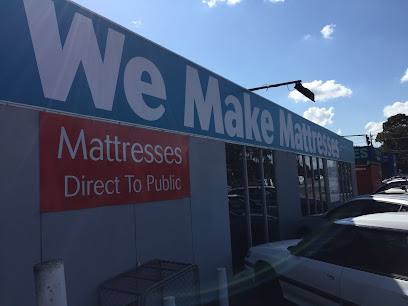 We Make Mattresses
Mattresses
Direct To Public